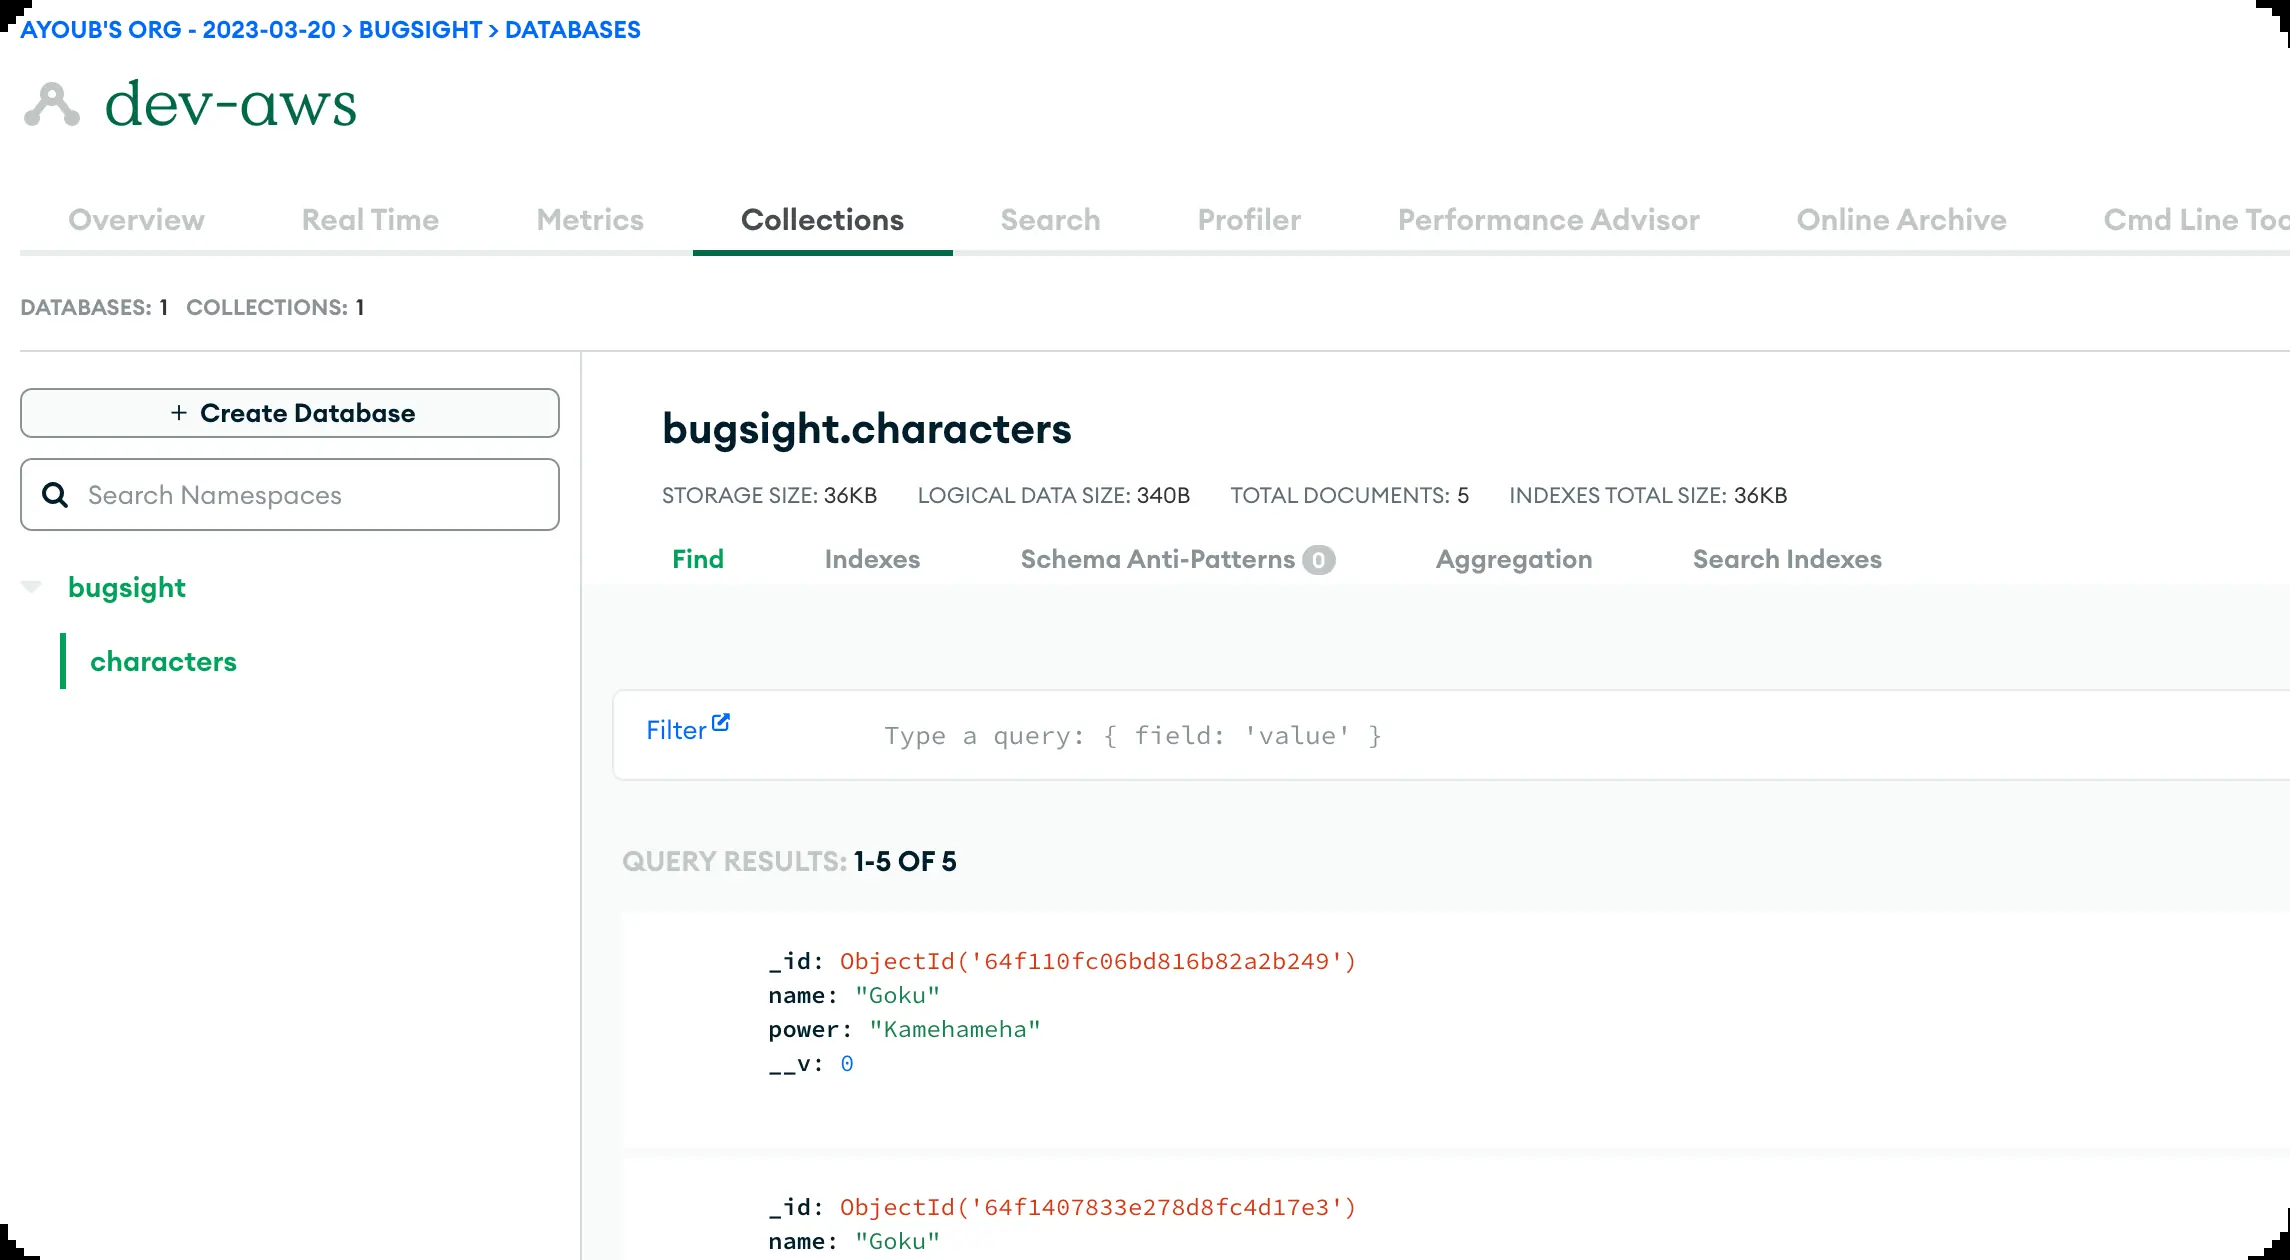 AYOUB'S ORG - 2023-03-20 > BUGSIGHT > DATABASES
dev-aws
Overview Real Time Metrics Collections Search Profiler Performance Advisor Online Archive Cmd Line Too
DATABASES: 1 COLLECTIONS: 1
+ Create Database
Search Namespaces
bugsight
characters
bugsight.characters
STORAGE SIZE: 36KB LOGICAL DATA SIZE: 340B TOTAL DOCUMENTS: 5 INDEXES TOTAL SIZE: 36KB
Find Indexes Schema Anti-Patterns 0 Aggregation Search Indexes
Filter Type a query: { field: 'value' }
QUERY RESULTS: 1-5 OF 5
_id: ObjectId('64f110fc06bd816b82a2b249')
name: "Goku"
power: "Kamehameha"
__v: 0
_id: ObjectId('64f1407833e278d8fc4d17e3')
name: "Goku"